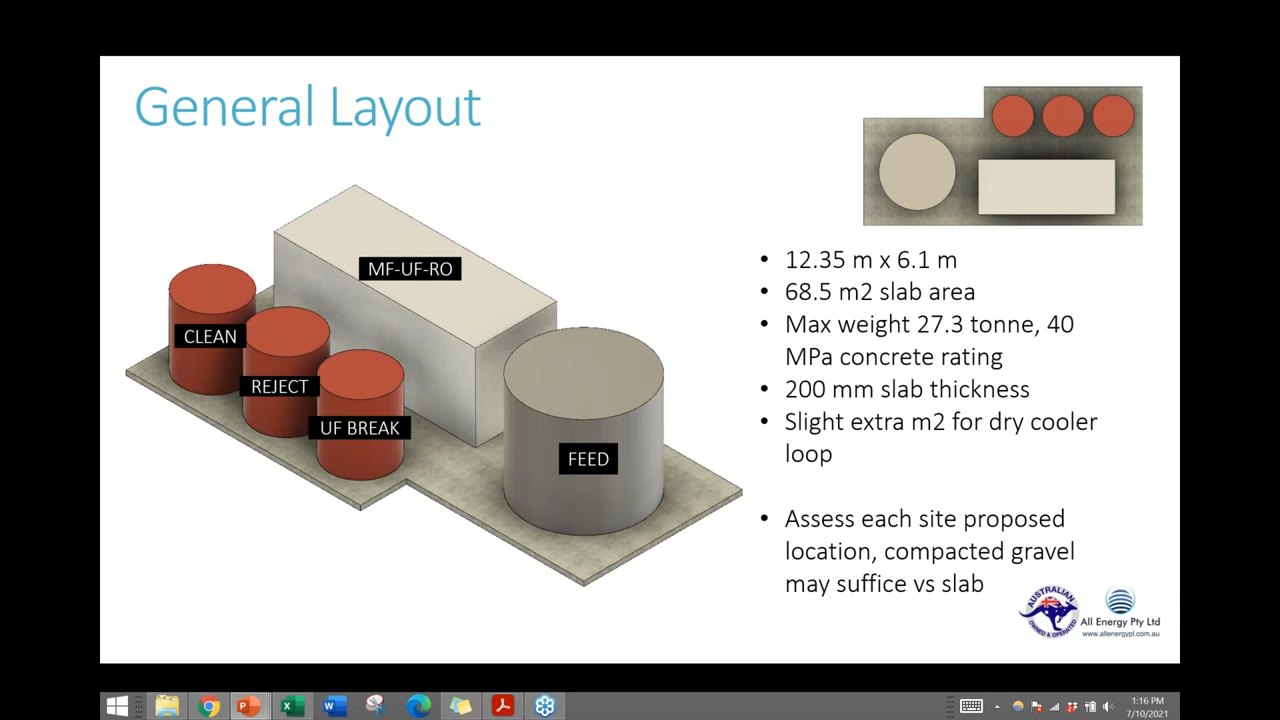 General Layout
MF-UF-RO
CLEAN
REJECT
UF BREAK
FEED
• 12.35 m x 6.1 m
• 68.5 m2 slab area
• Max weight 27.3 tonne, 40
MPa concrete rating
• 200 mm slab thickness
• Slight extra m2 for dry cooler
loop
• Assess each site proposed
location, compacted gravel
may suffice vs slab
AUSTRALIAN
OWNED & OPERATED
All Energy Pty Ltd
www.allenergypl.com.au
1:16 PM
7/10/2021